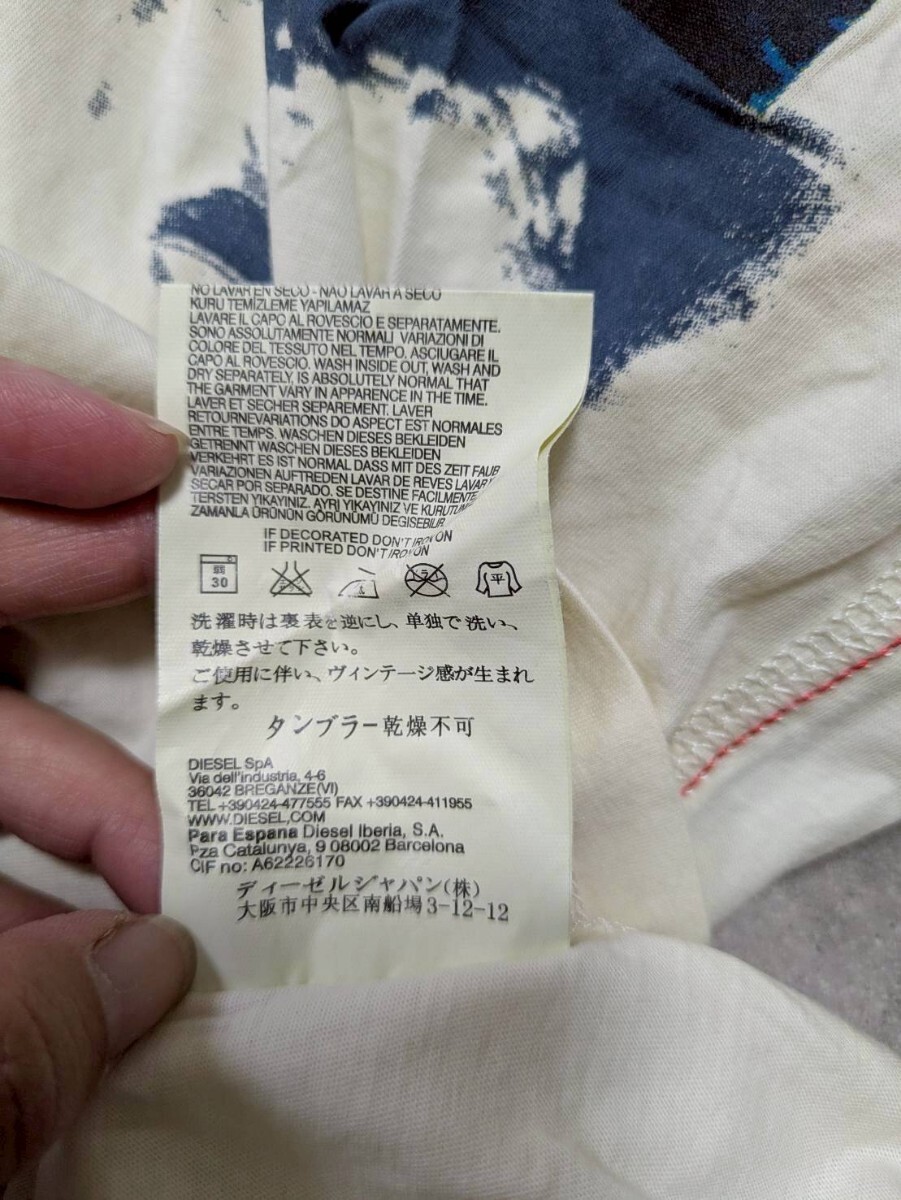 NO LAVAR EN SECO - NAO LAVAR A SECO
KURU TEMIZLEME YAPILAMAZ
LAVARE IL CAPO AL ROVESCIO E SEPARATAMENTE.
SONO ASSOLUTAMENTE NORMALI VARIAZIONI DI
COLORE DEL TESSUTO NEL TEMPO. ASCIUGARE IL
CAPO AL ROVESCIO. WASH INSIDE OUT, WASH AND
DRY SEPARATELY, IS ABSOLUTELY NORMAL THAT
THE GARMENT VARY IN APPARENCE IN THE TIME.
LAVER ET SECHER SEPAREMENT. LAVER
RETOURNEVARIATIONS DO ASPECT EST NORMALES
ENTRE TEMPS. WASCHEN DIESES BEKLEIDEN
GETRENNT WASCHEN DIESES BEKLEIDEN
VERKEHRT ES IST NORMAL DASS MIT DES ZEIT FAUB
VARIAZIONEN AUFTREDEN LAVAR DE REVES LAVAR Y
SECAR POR SEPARADO. SE DESTINE FACILMENTE
TERSTEN YIKAYINIZ. AYRI YIKAYINIZ VE KURUTUN
ZAMANLA ÜRÜNÜN GÖRÜNÜMÜ DEGISEBILIR
IF DECORATED DON'T IRON ON
IF PRINTED DON'T IRON ON
弱 30 ドライ 平
洗濯時は裏表を逆にし、単独で洗い、
乾燥させて下さい。
ご使用に伴い、ヴィンテージ感が生まれ
ます。
タンブラー乾燥不可
DIESEL SpA
Via dell'industria, 4-6
36042 BREGANZE(VI)
TEL +390424-477555 FAX +390424-411955
WWW.DIESEL,COM
Para Espana Diesel Iberia, S.A.
Pza Catalunya, 9 08002 Barcelona
CIF no: A62226170
ディーゼルジャパン(株)
大阪市中央区南船場3-12-12